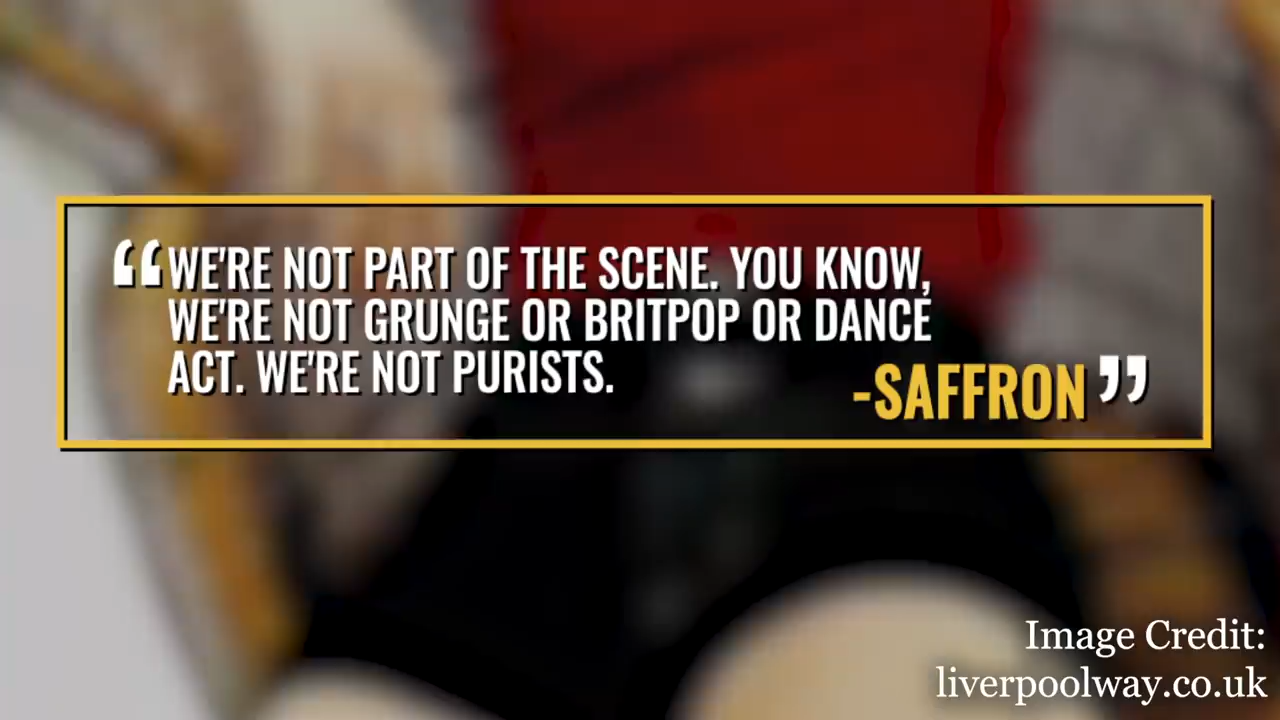 “WE'RE NOT PART OF THE SCENE. YOU KNOW,
WE'RE NOT GRUNGE OR BRITPOP OR DANCE
ACT. WE'RE NOT PURISTS.
-SAFFRON”
Image Credit:
liverpoolway.co.uk